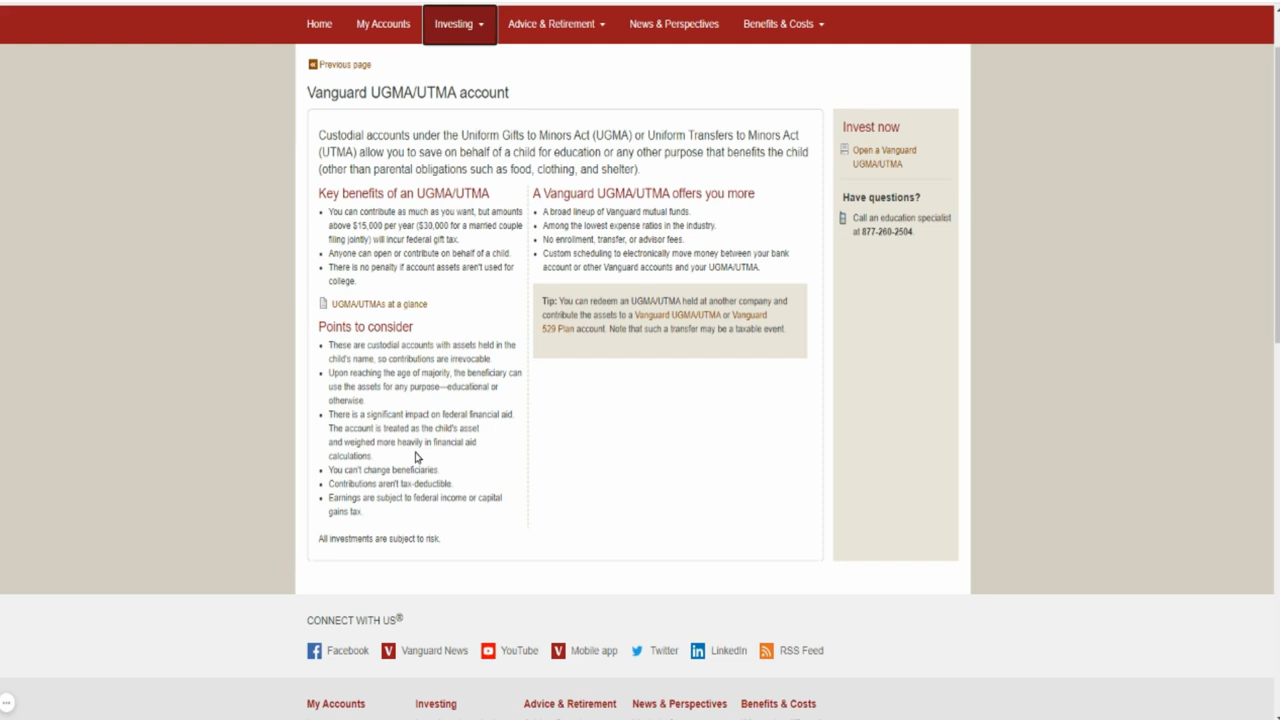 Home My Accounts Investing Advice & Retirement News & Perspectives Benefits & Costs
Previous page
Vanguard UGMA/UTMA account
Custodial accounts under the Uniform Gifts to Minors Act (UGMA) or Uniform Transfers to Minors Act
(UTMA) allow you to save on behalf of a child for education or any other purpose that benefits the child
(other than parental obligations such as food, clothing, and shelter).
Key benefits of an UGMA/UTMA
• You can contribute as much as you want, but amounts
above $15,000 per year ($30,000 for a married couple
filing jointly) will incur federal gift tax.
• Anyone can open or contribute on behalf of a child.
• There is no penalty if account assets aren't used for
college.
UGMA/UTMAs at a glance
Points to consider
• These are custodial accounts with assets held in the
child's name, so contributions are irrevocable.
• Upon reaching the age of majority, the beneficiary can
use the assets for any purpose—educational or
otherwise.
• There is a significant impact on federal financial aid.
The account is treated as the child's asset
and weighed more heavily in financial aid
calculations.
• You can't change beneficiaries.
• Contributions aren't tax-deductible.
• Earnings are subject to federal income or capital
gains tax.
All investments are subject to risk.
A Vanguard UGMA/UTMA offers you more
• A broad lineup of Vanguard mutual funds.
• Among the lowest expense ratios in the industry.
• No enrollment, transfer, or advisor fees.
• Custom scheduling to electronically move money between your bank
account or other Vanguard accounts and your UGMA/UTMA.
Tip: You can redeem an UGMA/UTMA held at another company and
contribute the assets to a Vanguard UGMA/UTMA or Vanguard
529 Plan account. Note that such a transfer may be a taxable event.
Invest now
Open a Vanguard
UGMA/UTMA
Have questions?
Call an education specialist
at 877-260-2504.
CONNECT WITH US®
Facebook Vanguard News YouTube Mobile app Twitter LinkedIn RSS Feed
My Accounts Investing Advice & Retirement News & Perspectives Benefits & Costs